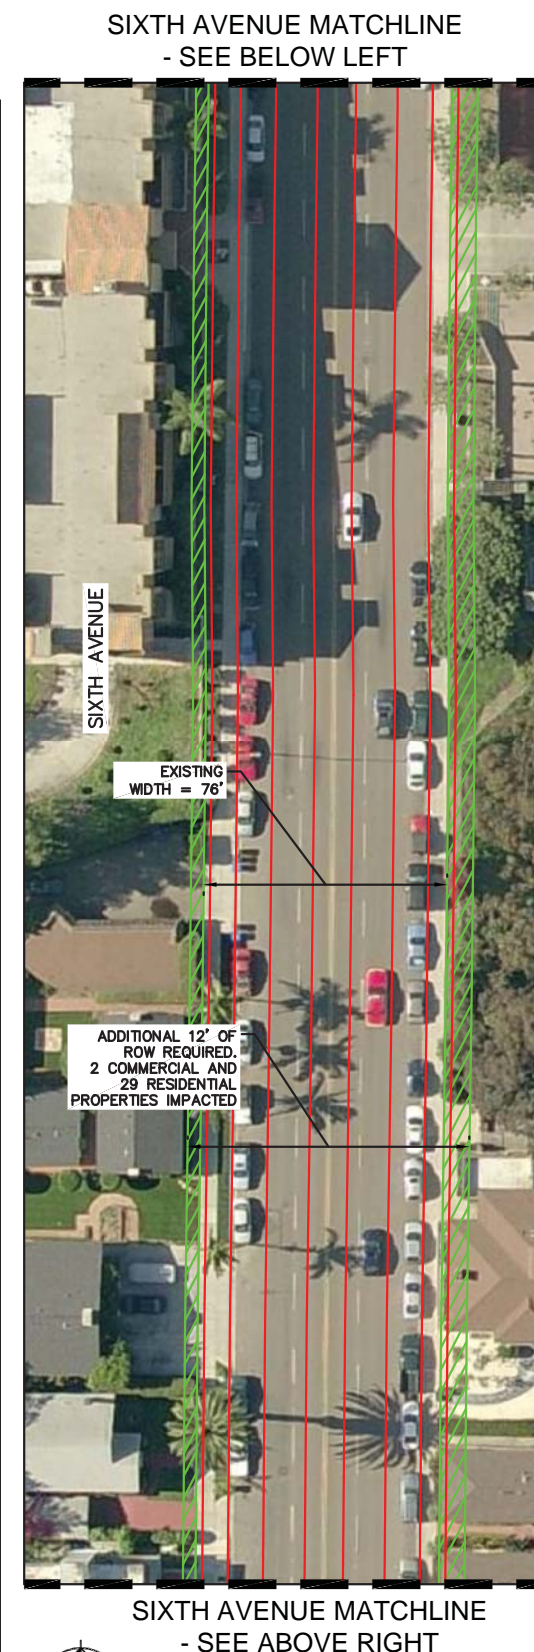 SIXTH AVENUE MATCHLINE
- SEE BELOW LEFT
SIXTH AVENUE
EXISTING
WIDTH = 76'
ADDITIONAL 12' OF
ROW REQUIRED.
2 COMMERCIAL AND
29 RESIDENTIAL
PROPERTIES IMPACTED
SIXTH AVENUE MATCHLINE
- SEE ABOVE RIGHT